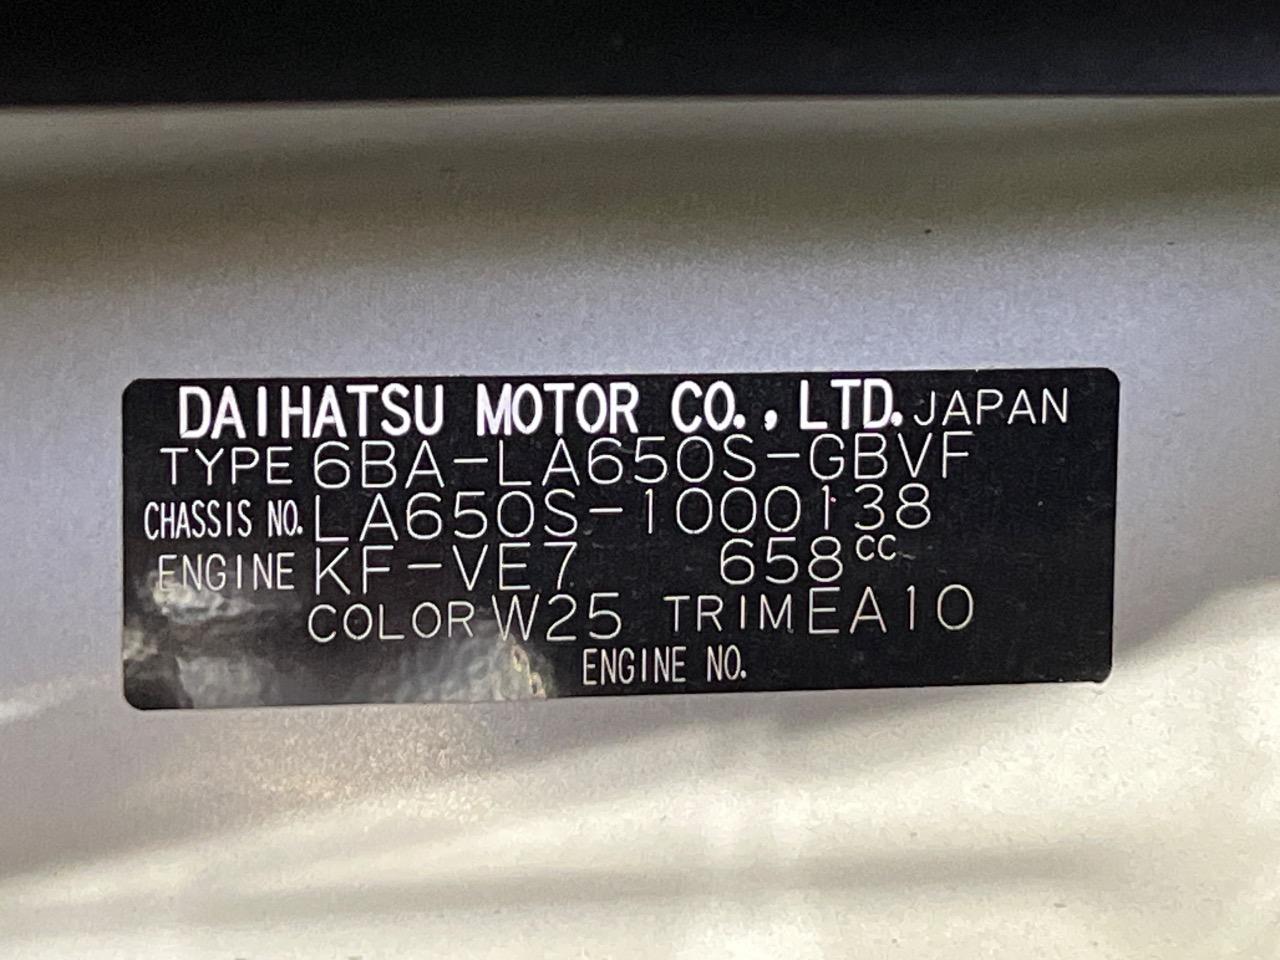 DAIHATSU MOTOR CO., LTD. JAPAN
TYPE 6BA-LA650S-GBVF
CHASSIS NO. LA650S-1000138
ENGINE KF-VE7 658cc
COLOR W25 TRIM EA10
ENGINE NO.